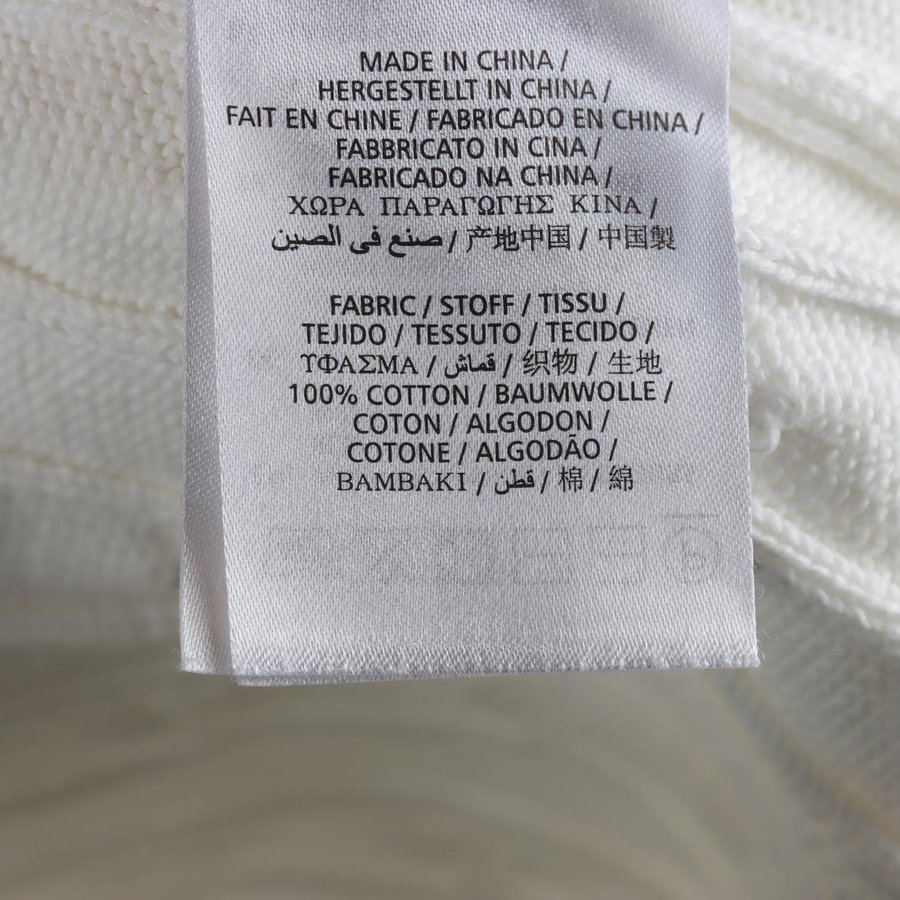 MADE IN CHINA /
HERGESTELLT IN CHINA /
FAIT EN CHINE / FABRICADO EN CHINA /
FABBRICATO IN CINA /
FABRICADO NA CHINA /
ΧΩΡΑ ΠΑΡΑΓΩΓΗΣ ΚΙΝΑ /
صنع في الصين / 产地中国 / 中国製
FABRIC / STOFF / TISSU /
TEJIDO / TESSUTO / TECIDO /
ΥΦΑΣΜΑ / قماش / 织物 / 生地
100% COTTON / BAUMWOLLE /
COTON / ALGODON /
COTONE / ALGODÃO /
ΒΑΜΒΑΚΙ / قطن / 棉 / 綿